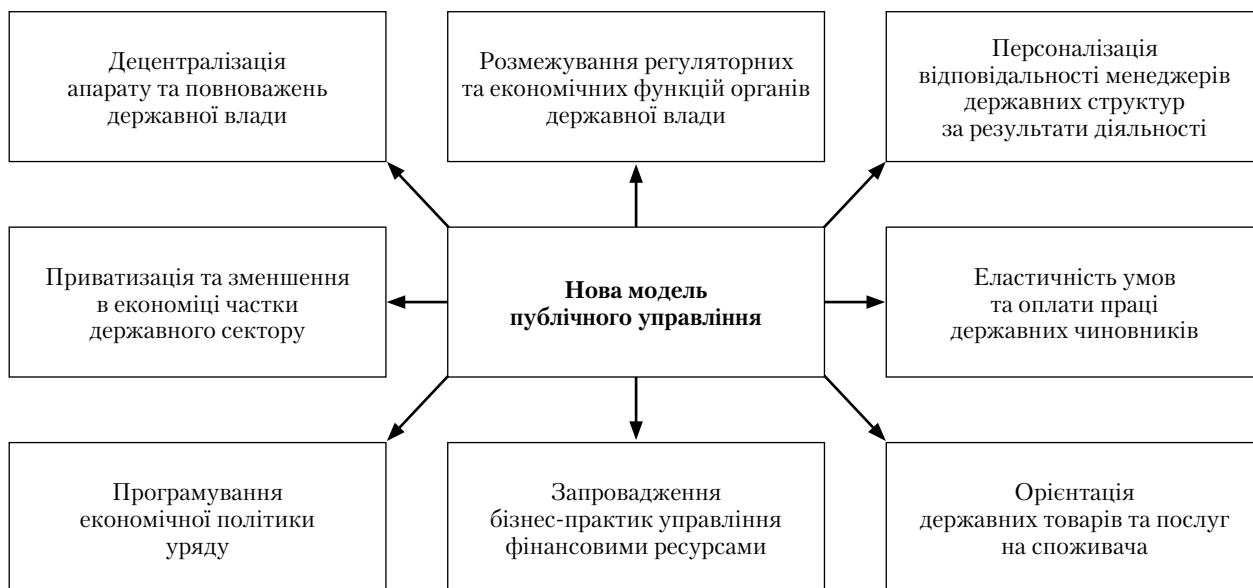 Децентралізація
апарату та повноважень
державної влади
Розмежування регуляторних
та економічних функцій органів
державної влади
Персоналізація
відповідальності менеджерів
державних структур
за результати діяльності
Приватизація та зменшення
в економіці частки
державного сектору
Нова модель
публічного управління
Еластичність умов
та оплати праці
державних чиновників
Програмування
економічної політики
уряду
Запровадження
бізнес-практик управління
фінансовими ресурсами
Орієнтація
державних товарів та послуг
на споживача